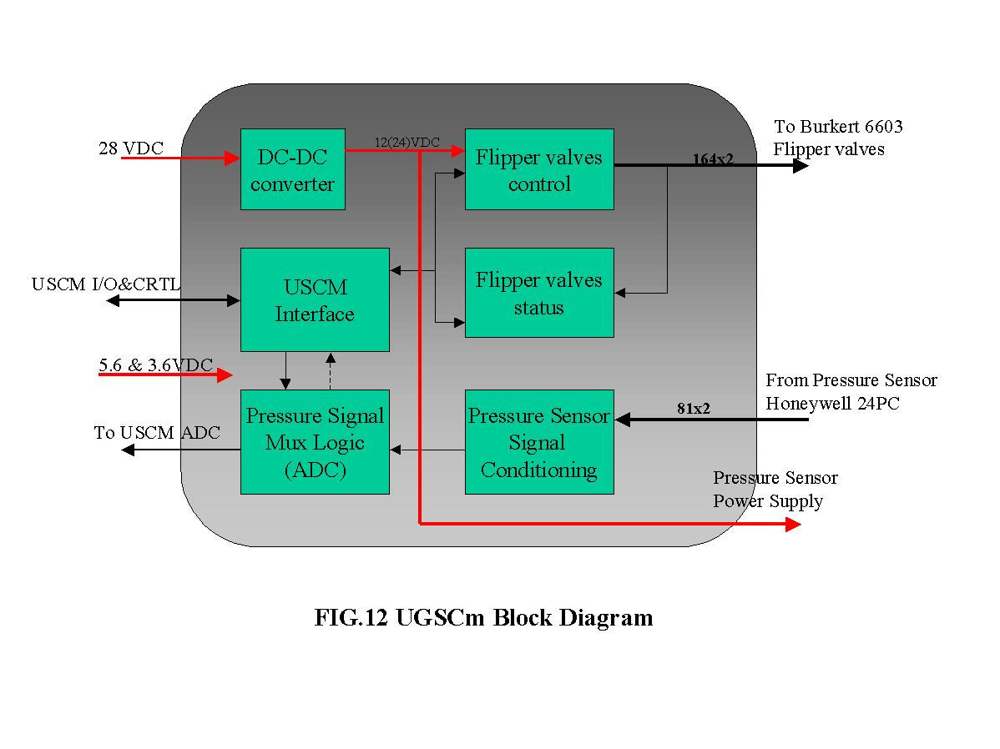 To Burkert 6603
Flipper valves
28 VDC
12(24)VDC
DC-DC
converter
Flipper valves
control
164x2
USCM I/O&CRTL
USCM
Interface
Flipper valves
status
5.6 & 3.6VDC
From Pressure Sensor
Honeywell 24PC
81x2
To USCM ADC
Pressure Signal
Mux Logic
(ADC)
Pressure Sensor
Signal
Conditioning
Pressure Sensor
Power Supply
FIG.12 UGSCm Block Diagram